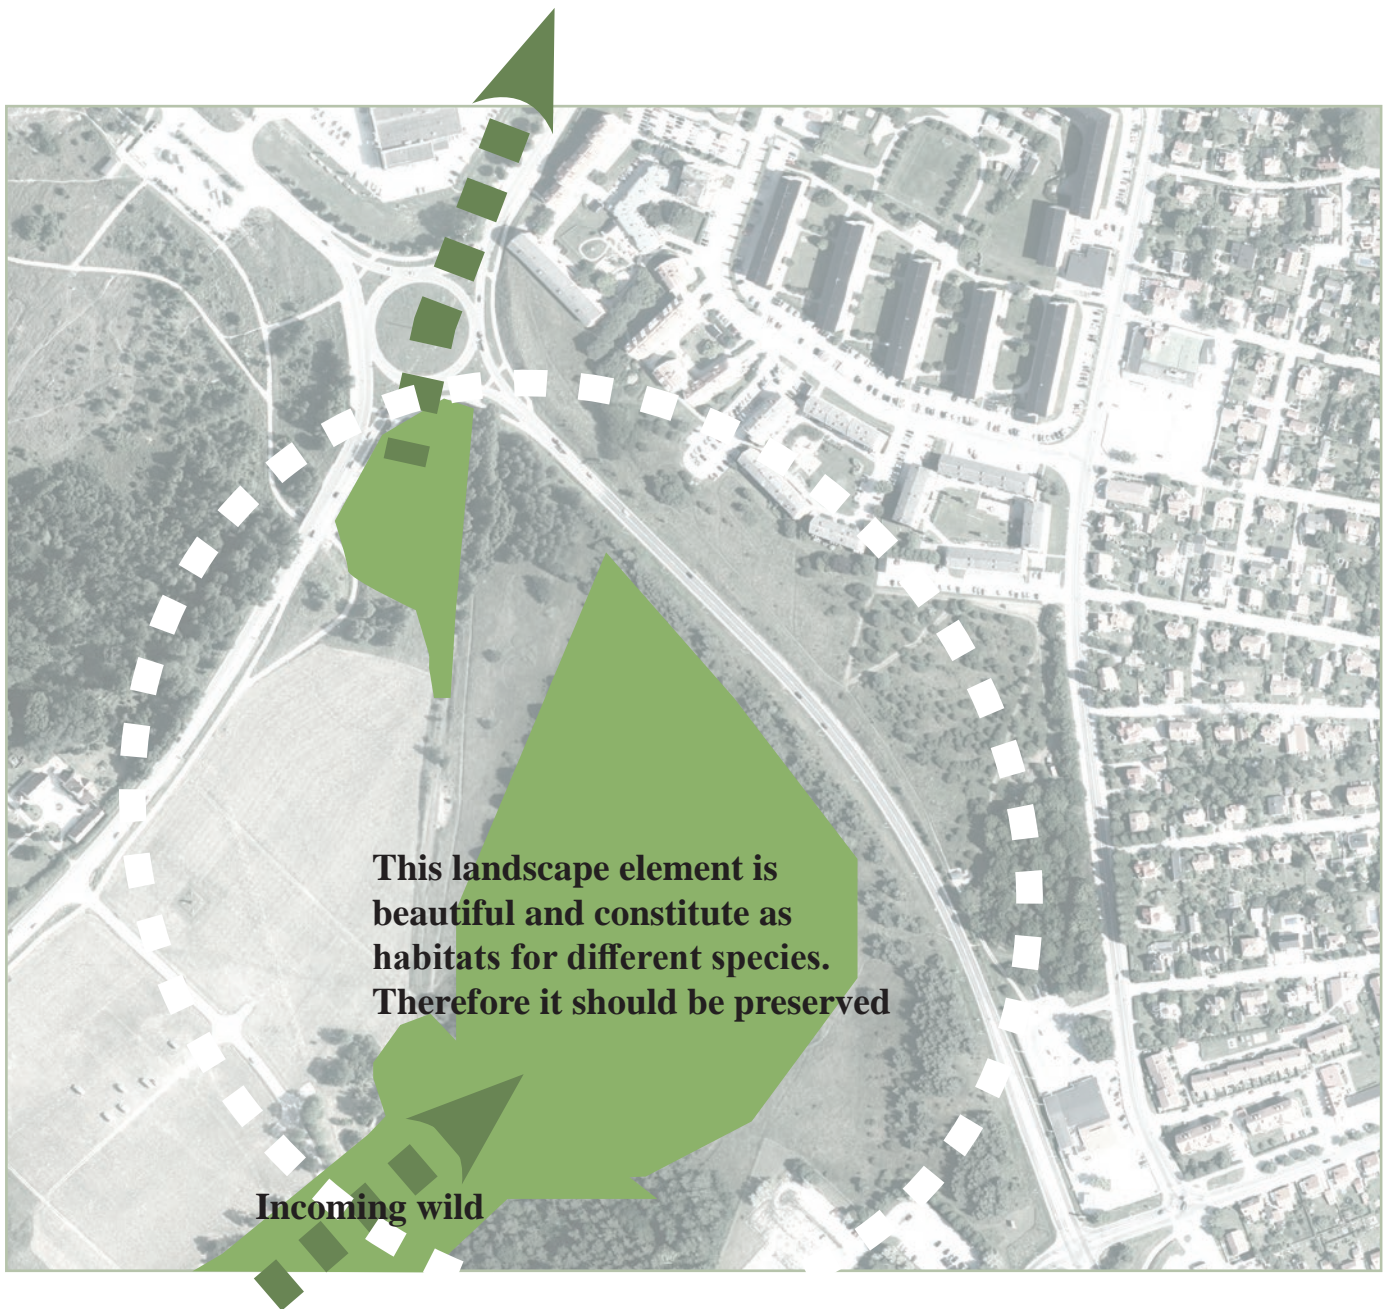 This landscape element is
beautiful and constitute as
habitats for different species.
Therefore it should be preserved
Incoming wild